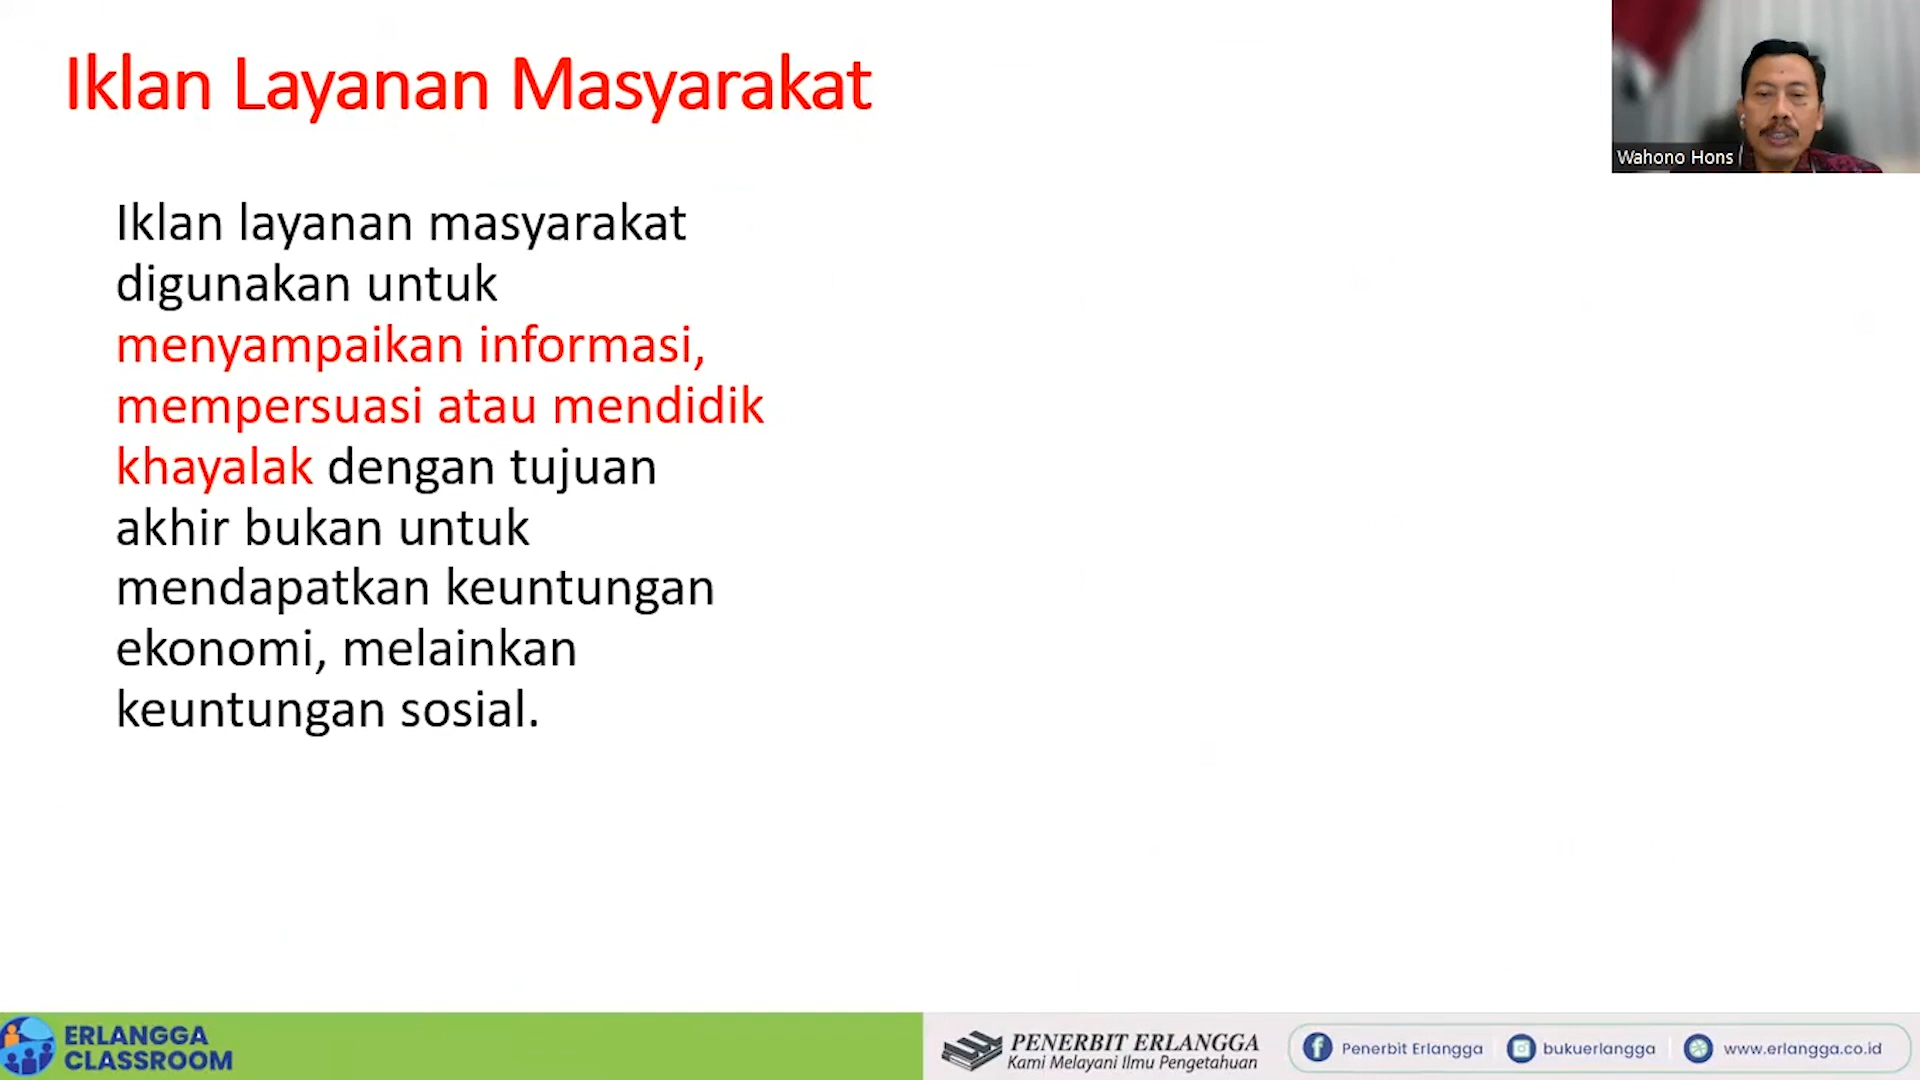 Iklan Layanan Masyarakat
Wahono Hons
Iklan layanan masyarakat
digunakan untuk
menyampaikan informasi,
mempersuasi atau mendidik
khayalak dengan tujuan
akhir bukan untuk
mendapatkan keuntungan
ekonomi, melainkan
keuntungan sosial.
ERLANGGA
CLASSROOM
PENERBIT ERLANGGA
Kami Melayani Ilmu Pengetahuan
Penerbit Erlangga
bukuerlangga
www.erlangga.co.id